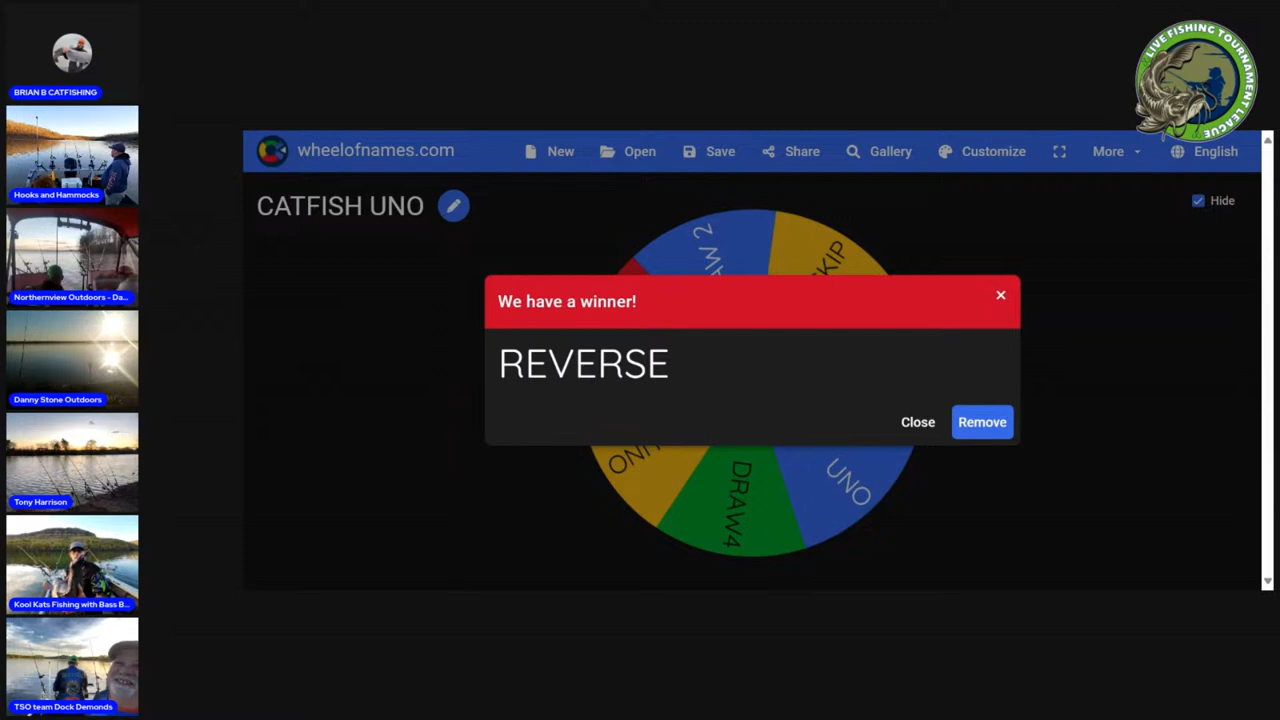 BRIAN B CATFISHING
Hooks and Hammocks
Northernview Outdoors - Da...
Danny Stone Outdoors
Tony Harrison
Kool Kats Fishing with Bass B...
TSO team Dock Demonds
LIVE FISHING TOURNAMENT LEAGUE
wheelofnames.com
New
Open
Save
Share
Gallery
Customize
More
English
CATFISH UNO
Hide
We have a winner!
REVERSE
Close
Remove
UNO
DRAW4
UNO